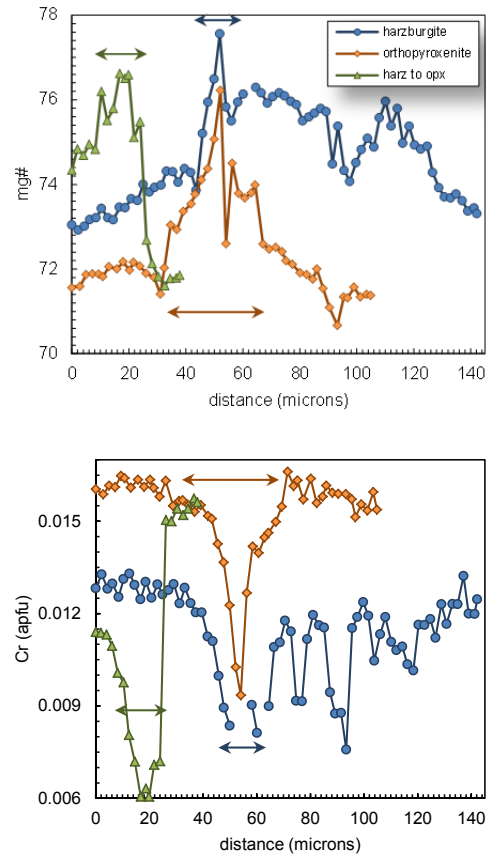 78
76
74
72
70
mg#
harzburgite
orthopyroxenite
harz to opx
0 20 40 60 80 100 120 140
distance (microns)
0.015
0.012
0.009
0.006
Cr (apfu)
0 20 40 60 80 100 120 140
distance (microns)